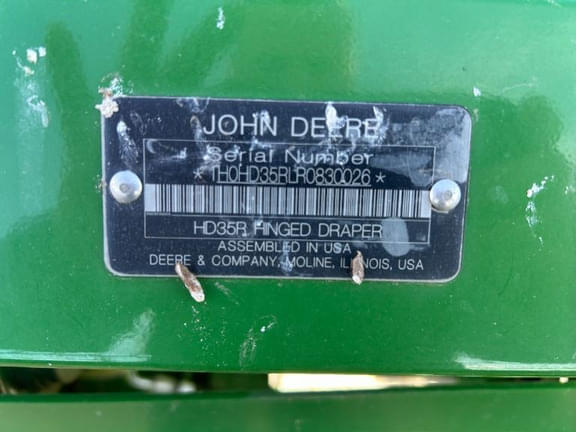 JOHN DEERE
Serial Number
*1H0HD35RLR0830026*
HD35R HINGED DRAPER
ASSEMBLED IN USA
DEERE & COMPANY, MOLINE, ILLINOIS, USA